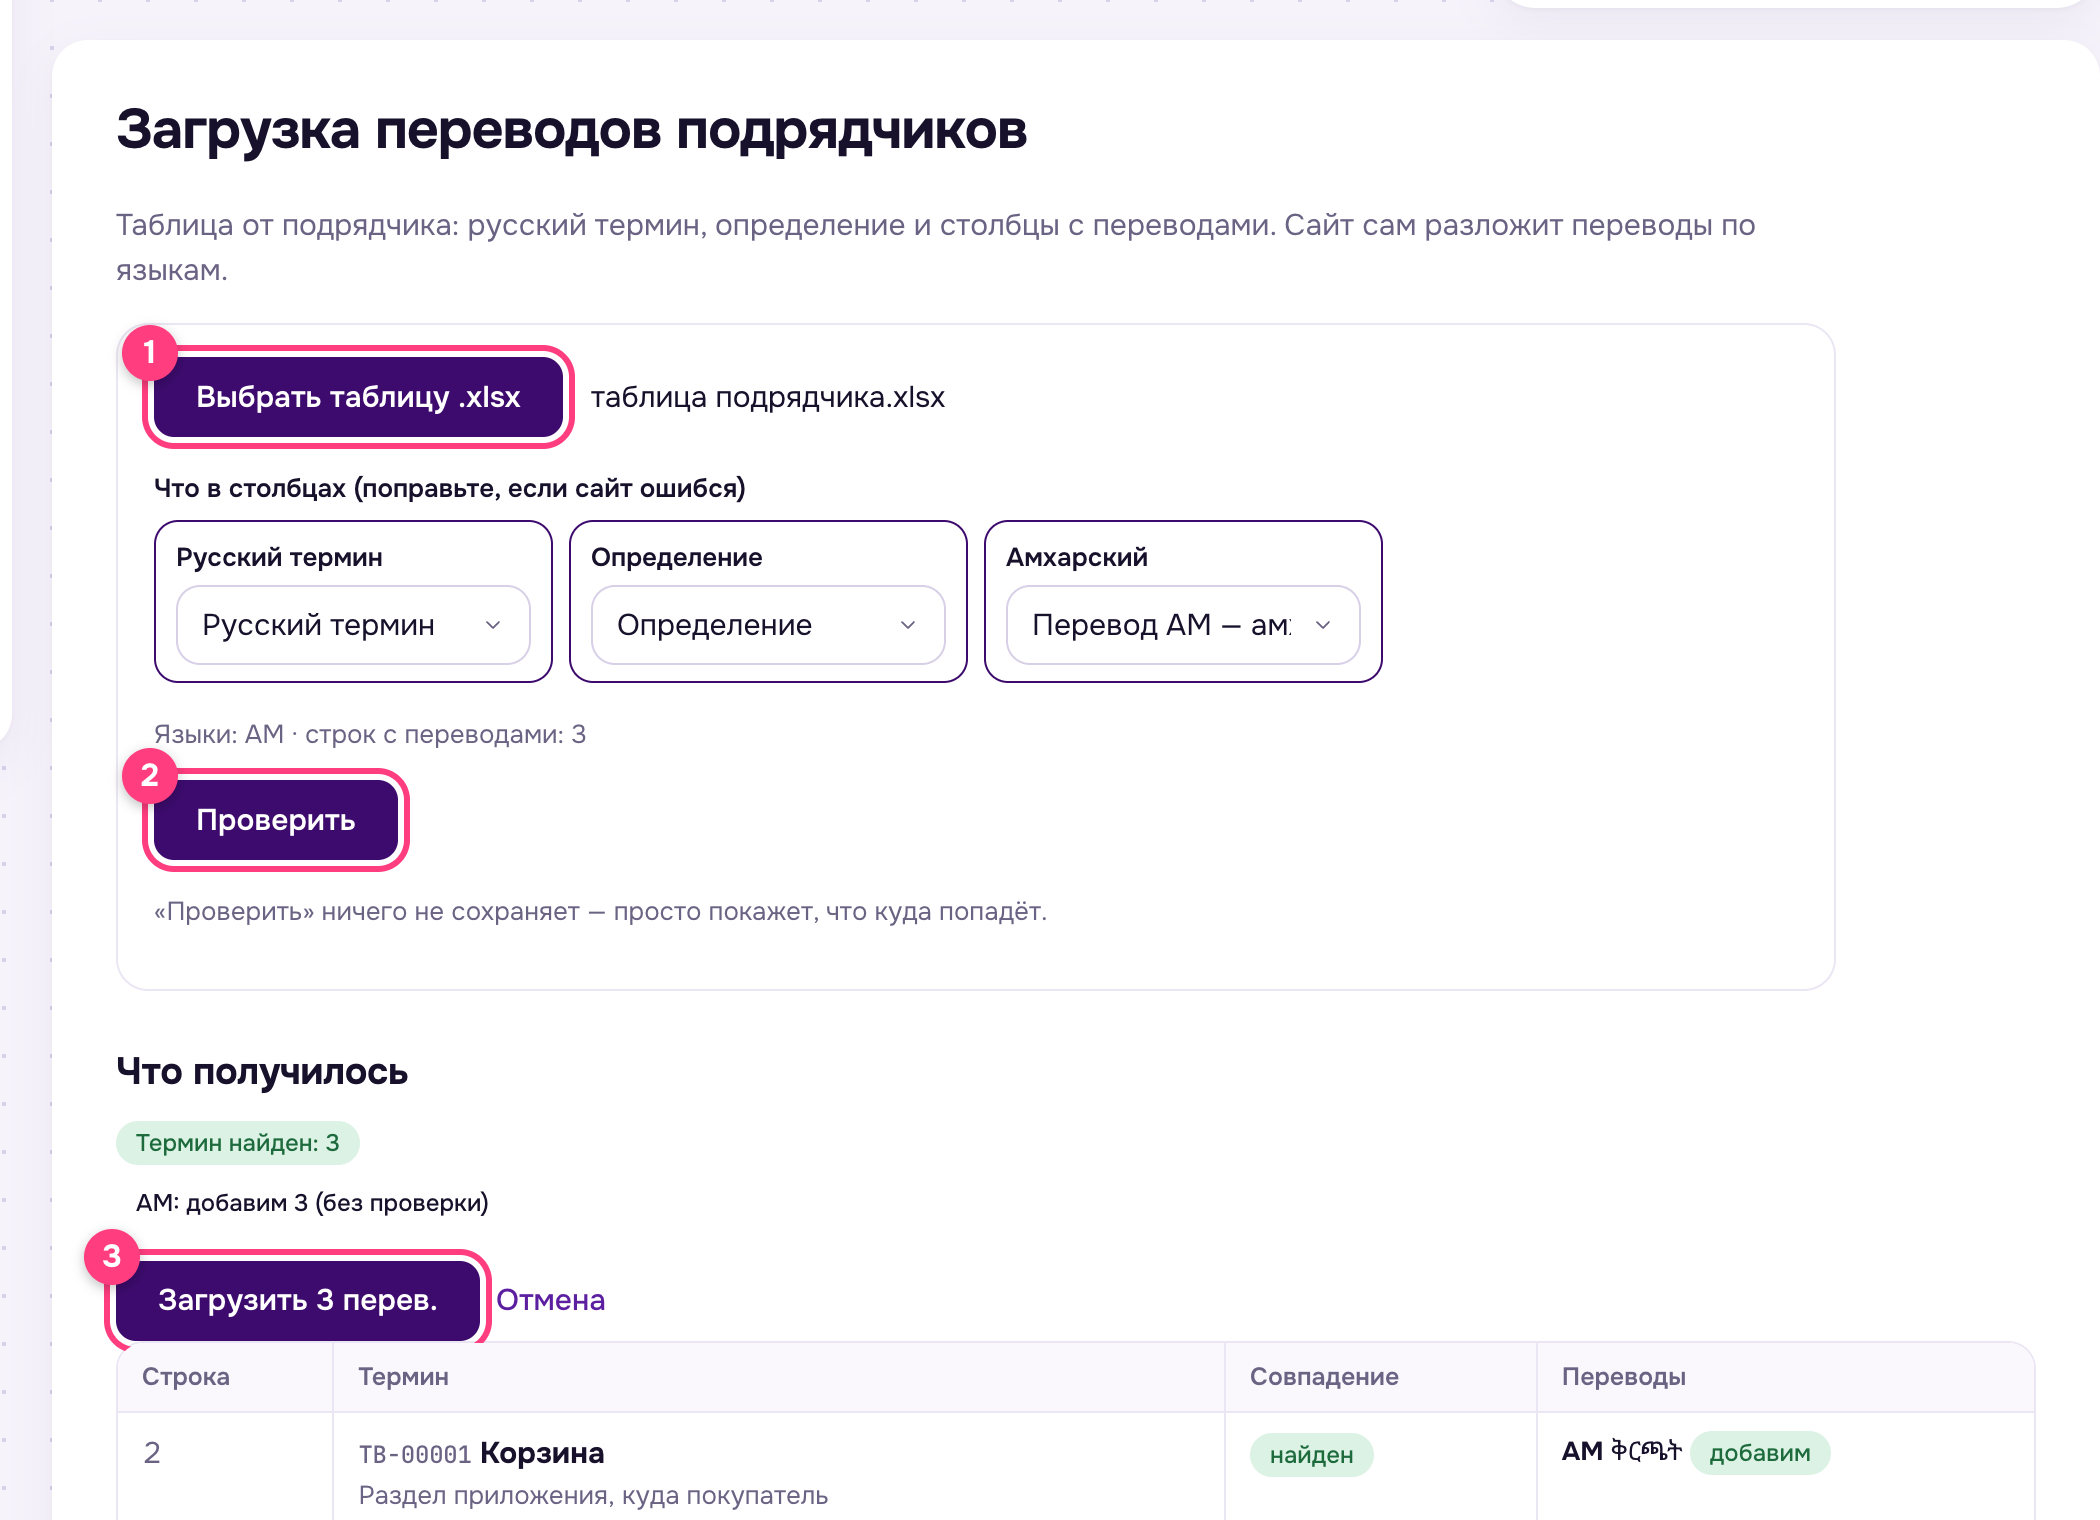 Загрузка переводов подрядчиков
Таблица от подрядчика: русский термин, определение и столбцы с переводами. Сайт сам разложит переводы по
языкам.
1
Выбрать таблицу .xlsx таблица подрядчика.xlsx
Что в столбцах (поправьте, если сайт ошибся)
Русский термин Определение Амхарский
Русский термин Определение Перевод AM — ам
Языки: AM · строк с переводами: 3
2
Проверить
«Проверить» ничего не сохраняет — просто покажет, что куда попадёт.
Что получилось
Термин найден: 3
AM: добавим 3 (без проверки)
3
Загрузить 3 перев. Отмена
Строка Термин Совпадение Переводы
2 TB-00001 Корзина найден AM ቅርጫት добавим
Раздел приложения, куда покупатель